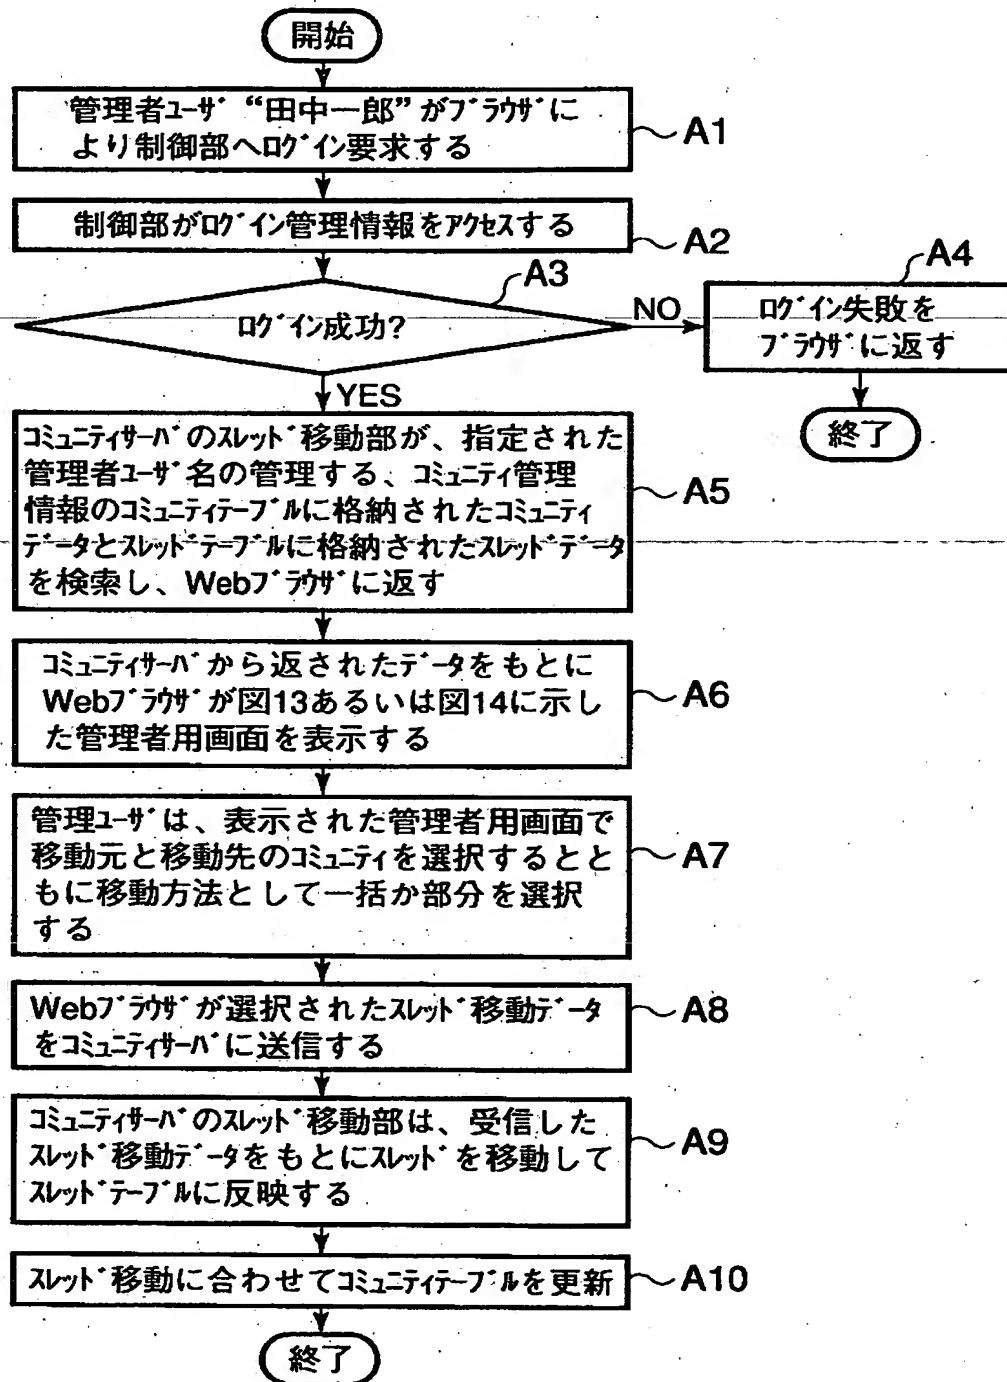 開始
管理者ﾕｰｻﾞ“田中一郎”がﾌﾞﾗｳｻﾞに
より制御部へﾛｸﾞｲﾝ要求する
A1
制御部がﾛｸﾞｲﾝ管理情報をｱｸｾｽする
A2
A3
ﾛｸﾞｲﾝ成功?
NO
A4
ﾛｸﾞｲﾝ失敗を
ﾌﾞﾗｳｻﾞに返す
終了
YES
ｺﾐｭﾆﾃｨｻｰﾊﾞのｽﾚｯﾄﾞ移動部が、指定された
管理者ﾕｰｻﾞ名の管理する、ｺﾐｭﾆﾃｨ管理
情報のｺﾐｭﾆﾃｨﾃｰﾌﾞﾙに格納されたｺﾐｭﾆﾃｨ
ﾃﾞｰﾀとｽﾚｯﾄﾞﾃｰﾌﾞﾙに格納されたｽﾚｯﾄﾞﾃﾞｰﾀ
を検索し、Webﾌﾞﾗｳｻﾞに返す
A5
ｺﾐｭﾆﾃｨｻｰﾊﾞから返されたﾃﾞｰﾀをもとに
Webﾌﾞﾗｳｻﾞが図13あるいは図14に示し
た管理者用画面を表示する
A6
管理ﾕｰｻﾞは、表示された管理者用画面で
移動元と移動先のｺﾐｭﾆﾃｨを選択するとと
もに移動方法として一括か部分を選択
する
A7
Webﾌﾞﾗｳｻﾞが選択されたｽﾚｯﾄﾞ移動ﾃﾞｰﾀ
をｺﾐｭﾆﾃｨｻｰﾊﾞに送信する
A8
ｺﾐｭﾆﾃｨｻｰﾊﾞのｽﾚｯﾄﾞ移動部は、受信した
ｽﾚｯﾄﾞ移動ﾃﾞｰﾀをもとにｽﾚｯﾄﾞを移動して
ｽﾚｯﾄﾞﾃｰﾌﾞﾙに反映する
A9
ｽﾚｯﾄﾞ移動に合わせてｺﾐｭﾆﾃｨﾃｰﾌﾞﾙを更新
A10
終了